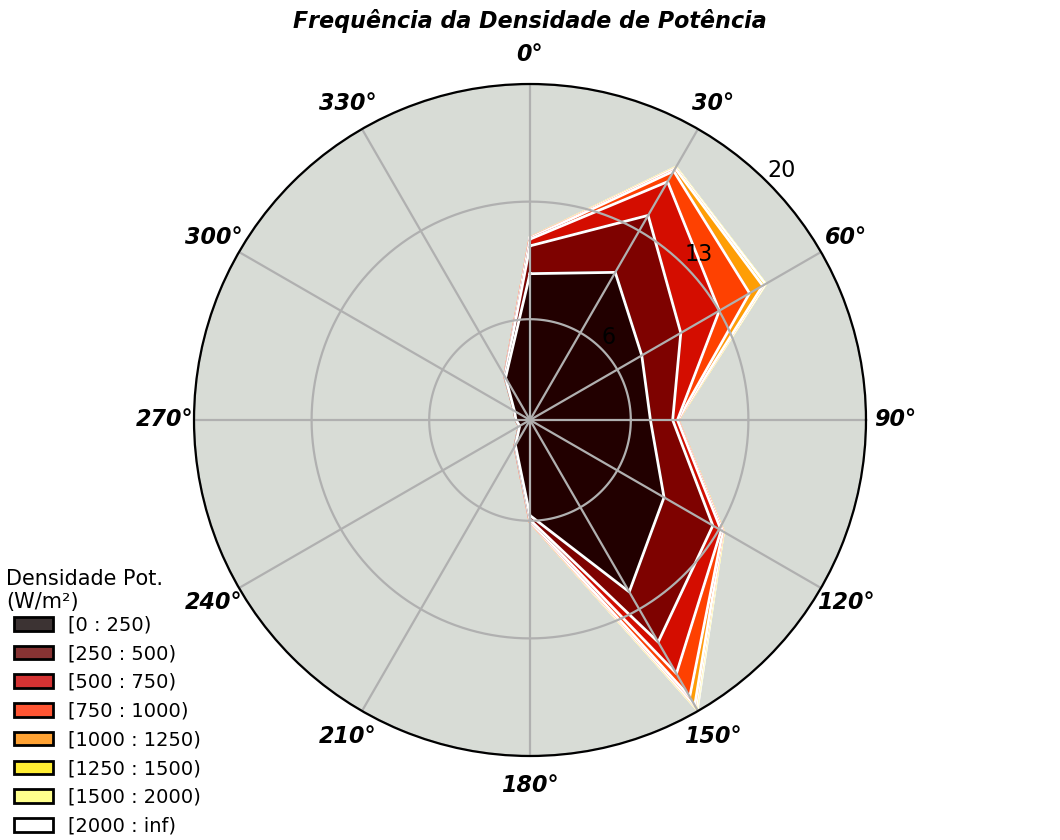 Frequência da Densidade de Potência
0°
330°
30°
20
300°
60°
13
6
270°
90°
240°
120°
210°
150°
180°
Densidade Pot.
(W/m²)
[0 : 250)
[250 : 500)
[500 : 750)
[750 : 1000)
[1000 : 1250)
[1250 : 1500)
[1500 : 2000)
[2000 : inf)